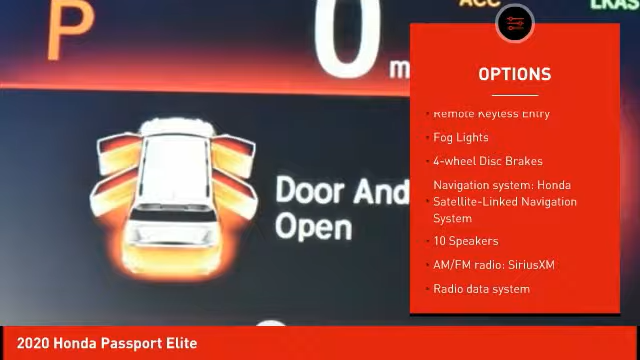 P
0
m
ACC
LKAS
Door And
Open
OPTIONS
Remote Keyless Entry
Fog Lights
4-wheel Disc Brakes
Navigation system: Honda
Satellite-Linked Navigation
System
10 Speakers
AM/FM radio: SiriusXM
Radio data system
2020 Honda Passport Elite